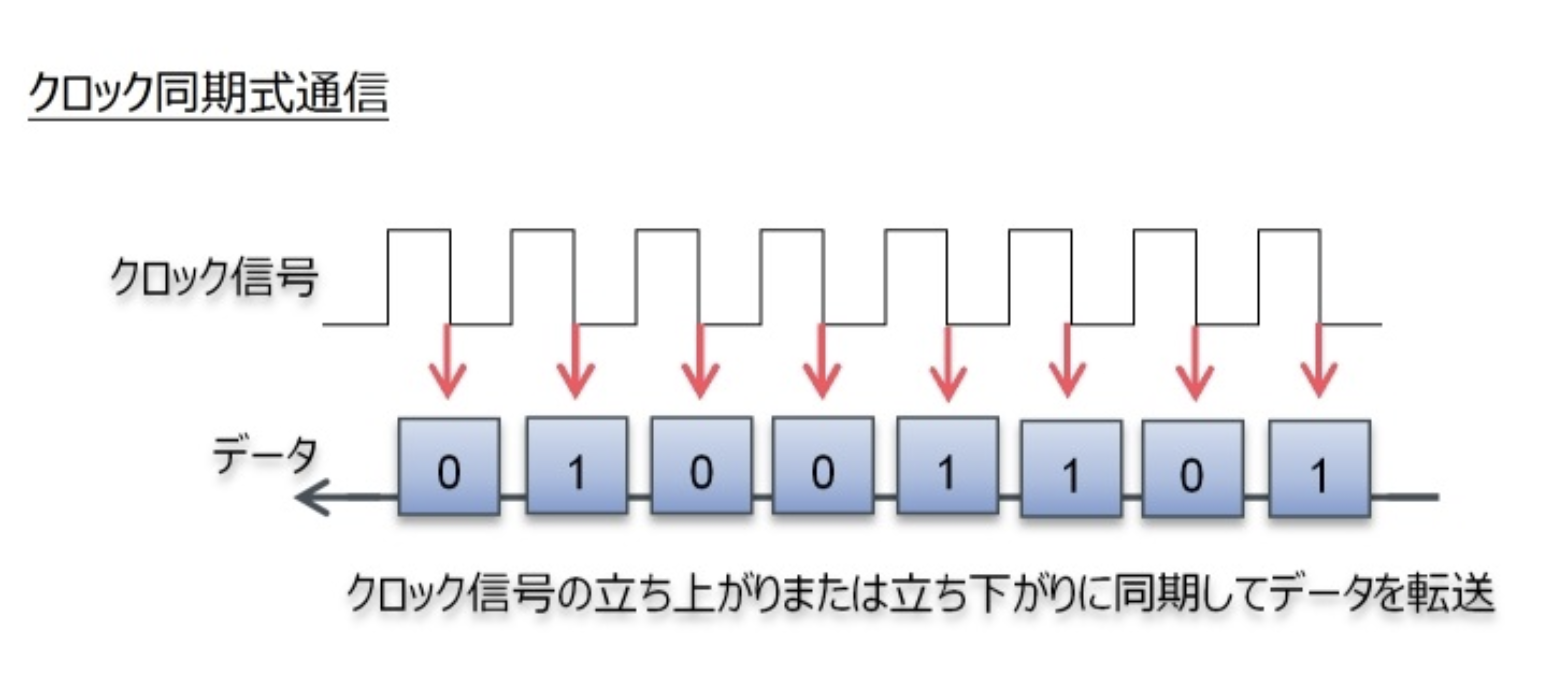 クロック同期式通信
クロック信号
データ
0 1 0 0 1 1 0 1
クロック信号の立ち上がりまたは立ち下がりに同期してデータを転送